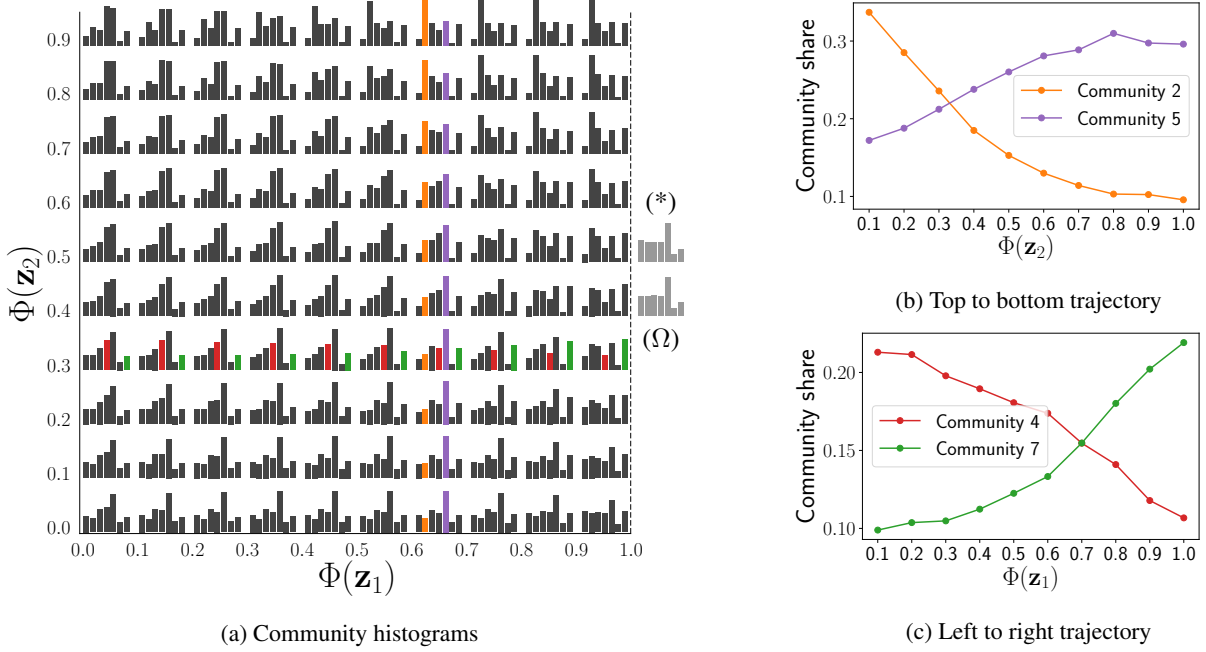 0.9
0.8
0.7
0.6
0.5
0.4
0.3
0.2
0.1
0.0
Φ(z₂)
0.0 0.1 0.2 0.3 0.4 0.5 0.6 0.7 0.8 0.9 1.0
Φ(z₁)
(*)
(Ω)
(a) Community histograms
Community share
0.3
0.2
0.1
Community 2
Community 5
0.1 0.2 0.3 0.4 0.5 0.6 0.7 0.8 0.9 1.0
Φ(z₂)
(b) Top to bottom trajectory
Community share
0.20
0.15
0.10
Community 4
Community 7
0.1 0.2 0.3 0.4 0.5 0.6 0.7 0.8 0.9 1.0
Φ(z₁)
(c) Left to right trajectory